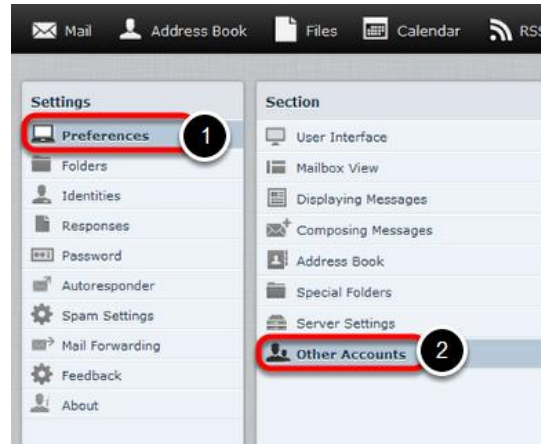 Mail Address Book Files Calendar RSS
Settings
Preferences 1
Folders
Identities
Responses
Password
Autoresponder
Spam Settings
Mail Forwarding
Feedback
About
Section
User Interface
Mailbox View
Displaying Messages
Composing Messages
Address Book
Special Folders
Server Settings
Other Accounts 2